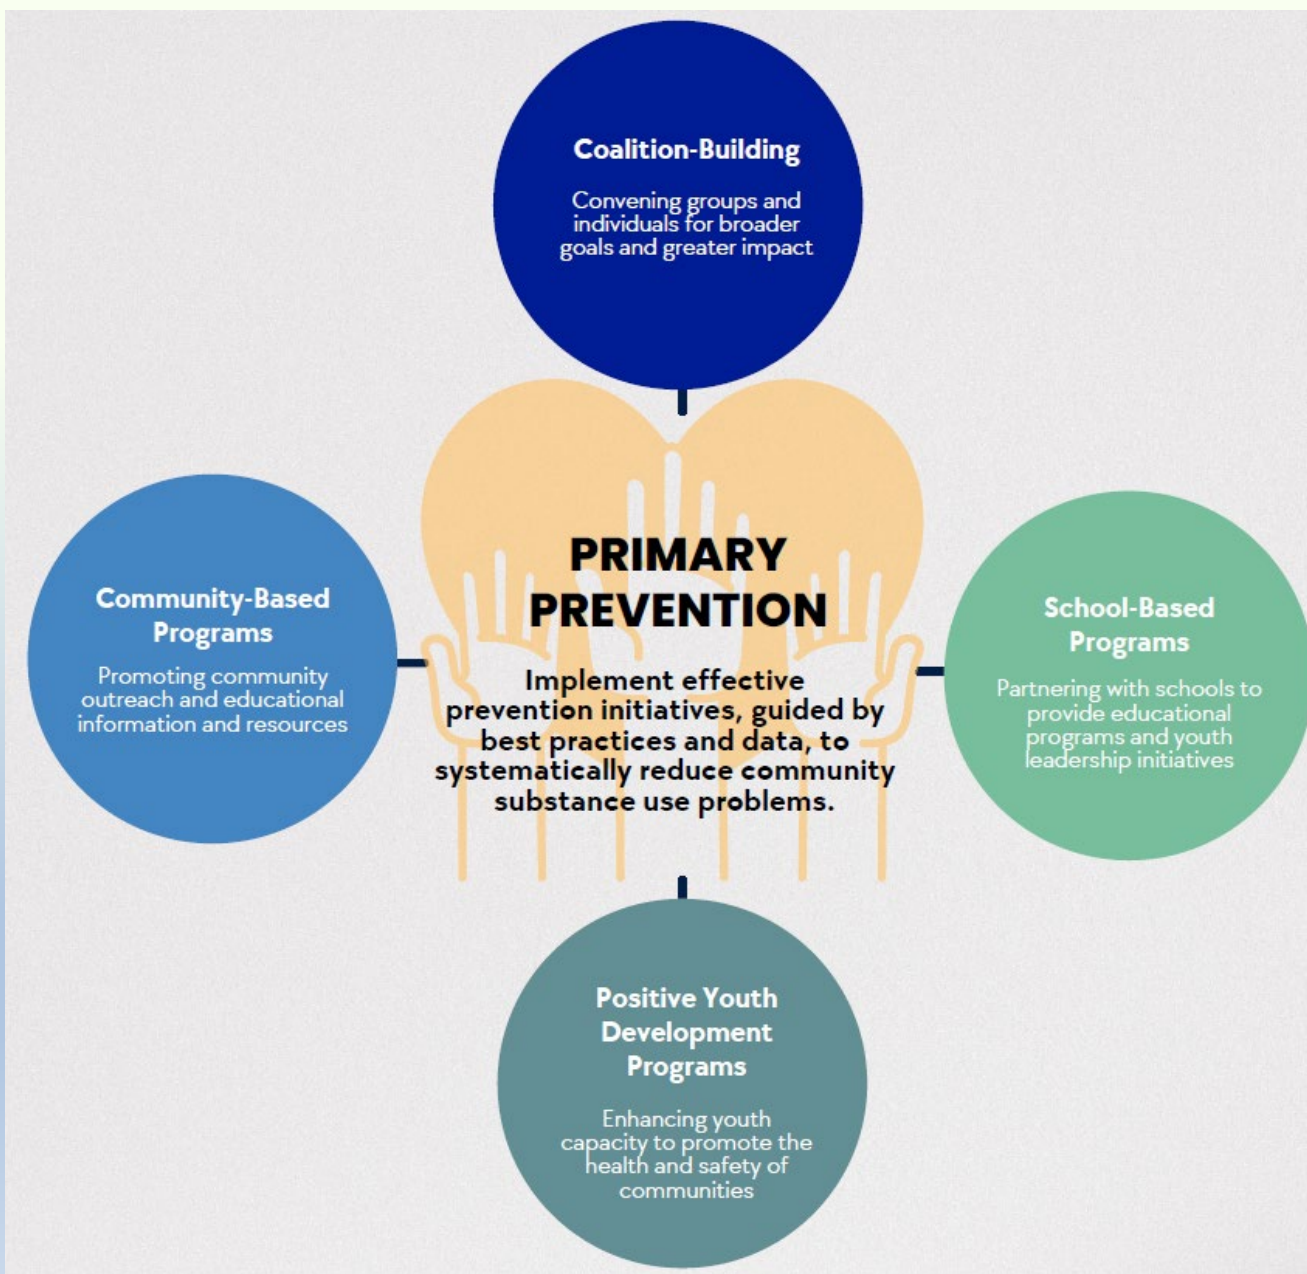 Coalition-Building
Convening groups and
individuals for broader
goals and greater impact
Community-Based
Programs
Promoting community
outreach and educational
information and resources
PRIMARY
PREVENTION
Implement effective
prevention initiatives, guided by
best practices and data, to
systematically reduce community
substance use problems.
School-Based
Programs
Partnering with schools to
provide educational
programs and youth
leadership initiatives
Positive Youth
Development
Programs
Enhancing youth
capacity to promote the
health and safety of
communities